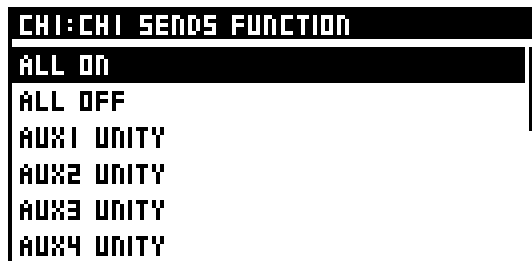 CH1:CH1 SENDS FUNCTION
ALL ON
ALL OFF
AUX1 UNITY
AUX2 UNITY
AUX3 UNITY
AUX4 UNITY